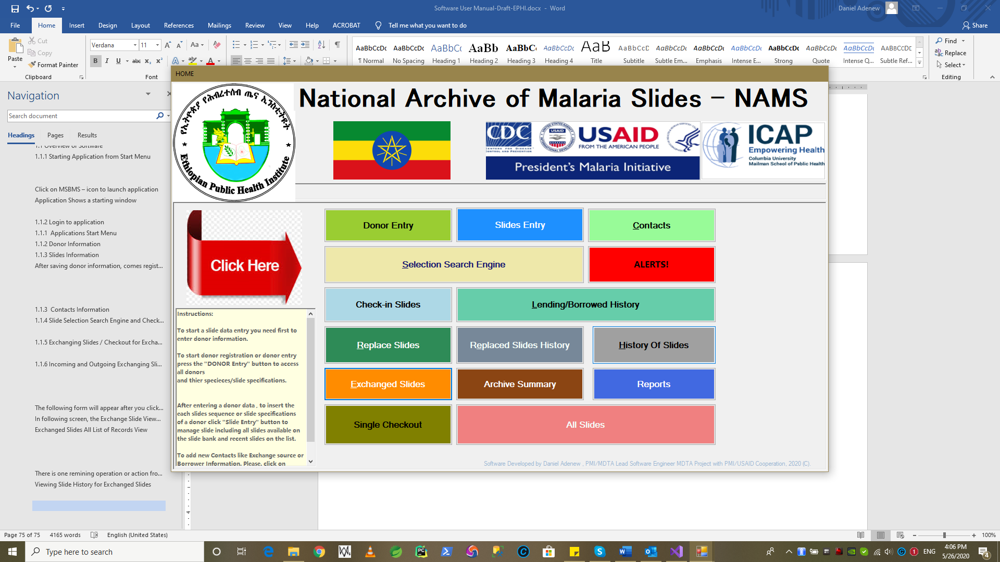 Software User Manual-Draft-EPHI.docx - Word
Daniel Adenew
File Home Insert Design Layout References Mailings Review View Help ACROBAT Tell me what you want to do Share
Paste
Cut
Copy
Format Painter
Clipboard
Verdana 11
Font
AaBbCcDc AaBbCcDc AaBbCc AaBb AaBbC AaBbCcDc AaB AaBbCcD AaBbCcDc AaBbCcDc AaBbCcDc AaBbCcDc AaBbCcDc AaBbCcDc AABBCCDE
¶ Normal No Spacing Heading 1 Heading 2 Heading 3 Heading 4 Title Subtitle Subtle Em... Emphasis Intense E... Strong Quote Intense Q... Subtle Ref...
Find
Replace
Select
Editing
Navigation
Search document
Headings Pages Results
1.1 Overview of Software
1.1.1 Starting Application from Start Menu
Click on MSBMS – icon to launch application
Application Shows a starting window
1.1.2 Login to application
1.1.1 Applications Start Menu
1.1.2 Donor Information
1.1.3 Slides Information
After saving donor information, comes regist...
1.1.3 Contacts Information
1.1.4 Slide Selection Search Engine and Check...
1.1.5 Exchanging Slides / Checkout for Excha...
1.1.6 Incoming and Outgoing Exchanging Sli...
The following form will appear after you click...
In following screen, the Exchange Slide View...
Exchanged Slides All List of Records View
There is one remining operation or action fro...
Viewing Slide History for Exchanged Slides
HOME
የኢትዮጵያ የሕብረተሰብ ጤና ኢንስቲትዩት
Ethiopian Public Health Institute
National Archive of Malaria Slides - NAMS
CDC
CENTERS FOR DISEASE
CONTROL AND PREVENTION
USAID
USAID
FROM THE AMERICAN PEOPLE
President's Malaria Initiative
ICAP
Empowering Health
Columbia University
Mailman School of Public Health
Click Here
Donor Entry
Slides Entry
Contacts
Selection Search Engine
ALERTS!
Check-in Slides
Lending/Borrowed History
Replace Slides
Replaced Slides History
History Of Slides
Exchanged Slides
Archive Summary
Reports
Single Checkout
All Slides
Instructions:
To start a slide data entry you need first to
enter donor information.
To start donor registration or donor entry
press the "DONOR Entry" button to access
all donors
and thier specieces/slide specifications.
After entering a donor data , to insert the
each slides sequence or slide specifications
of a donor click "Slide Entry" button to
manage slide including all slides available on
the slide bank and recent slides on the list.
To add new Contacts like Exchange source or
Borrower Information. Please, click on
Software Developed by Daniel Adenew , PMI/MDTA Lead Software Engineer MDTA Project with PMI/USAID Cooperation, 2020 (C).
Page 75 of 75 4165 words English (United States)
100%
Type here to search
ENG
4:06 PM
5/26/2020
4